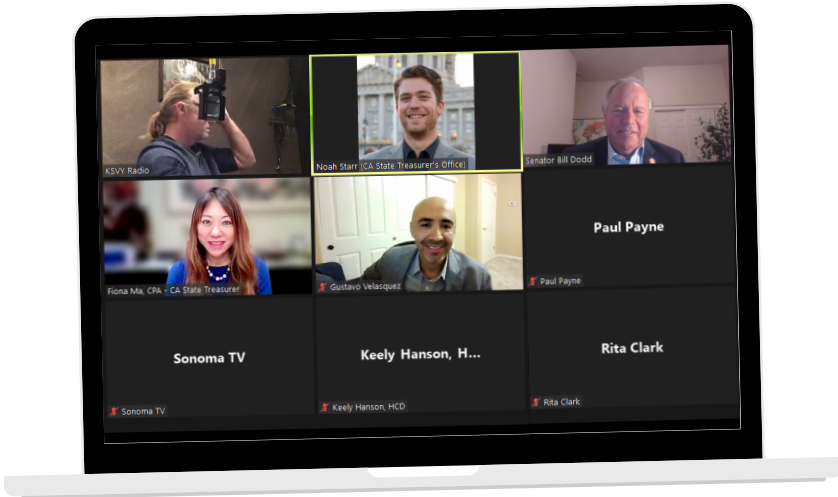 KSVY Radio
Noah Starr (CA State Treasurer's Office)
Senator Bill Dodd
Fiona Ma, CPA - CA State Treasurer
Gustavo Velasquez
Paul Payne
Paul Payne
Sonoma TV
Sonoma TV
Keely Hanson, H...
Keely Hanson, HCD
Rita Clark
Rita Clark